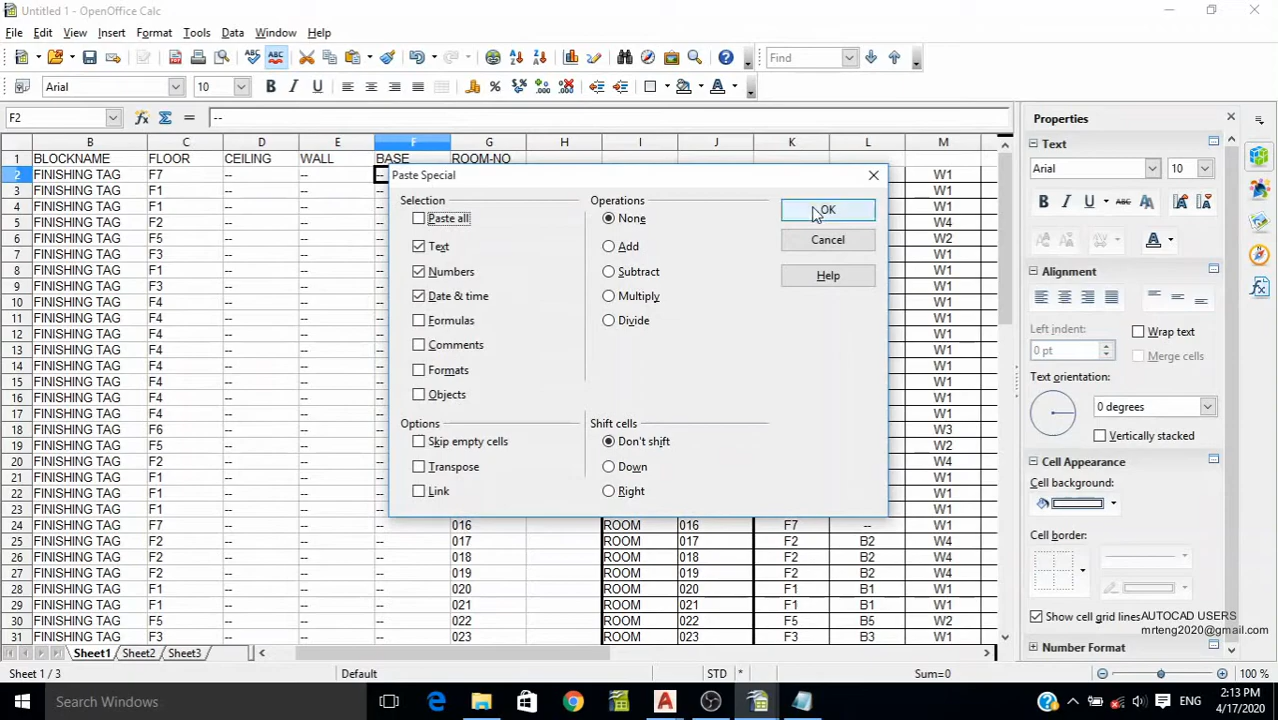 Untitled 1 - OpenOffice Calc
File Edit View Insert Format Tools Data Window Help
Find
Arial 10
F2 --
B C D E F G H I J K L M
1 BLOCKNAME FLOOR CEILING WALL BASE ROOM-NO
2 FINISHING TAG F7 -- -- -- W1
3 FINISHING TAG F1 -- -- -- W1
4 FINISHING TAG F1 -- -- -- W1
5 FINISHING TAG F4 -- -- -- W4
6 FINISHING TAG F5 -- -- -- W2
7 FINISHING TAG F3 -- -- -- W1
8 FINISHING TAG F1 -- -- -- W1
9 FINISHING TAG F3 -- -- -- W1
10 FINISHING TAG F4 -- -- -- W1
11 FINISHING TAG F4 -- -- -- W1
12 FINISHING TAG F4 -- -- -- W1
13 FINISHING TAG F4 -- -- -- W1
14 FINISHING TAG F4 -- -- -- W1
15 FINISHING TAG F4 -- -- -- W1
16 FINISHING TAG F4 -- -- -- W1
17 FINISHING TAG F4 -- -- -- W1
18 FINISHING TAG F6 -- -- -- W3
19 FINISHING TAG F5 -- -- -- W2
20 FINISHING TAG F2 -- -- -- W4
21 FINISHING TAG F1 -- -- -- W1
22 FINISHING TAG F1 -- -- -- W1
23 FINISHING TAG F1 -- -- -- W1
24 FINISHING TAG F7 -- -- -- 016 ROOM 016 F7 -- W1
25 FINISHING TAG F2 -- -- -- 017 ROOM 017 F2 B2 W4
26 FINISHING TAG F2 -- -- -- 018 ROOM 018 F2 B2 W4
27 FINISHING TAG F2 -- -- -- 019 ROOM 019 F2 B2 W4
28 FINISHING TAG F1 -- -- -- 020 ROOM 020 F1 B1 W1
29 FINISHING TAG F1 -- -- -- 021 ROOM 021 F1 B1 W1
30 FINISHING TAG F5 -- -- -- 022 ROOM 022 F5 B5 W2
31 FINISHING TAG F3 -- -- -- 023 ROOM 023 F3 B3 W1
Paste Special
Selection
Paste all
Text
Numbers
Date & time
Formulas
Comments
Formats
Objects
Options
Skip empty cells
Transpose
Link
Operations
None
Add
Subtract
Multiply
Divide
Shift cells
Don't shift
Down
Right
OK
Cancel
Help
Properties
Text
Arial 10
Alignment
Left indent:
0 pt
Wrap text
Merge cells
Text orientation:
0 degrees
Vertically stacked
Cell Appearance
Cell background:
Cell border:
Show cell grid lines
AUTOCAD USERS
mrteng2020@gmail.com
Number Format
Sheet1 Sheet2 Sheet3
Sheet 1 / 3 Default STD * Sum=0 100 %
Search Windows
ENG
2:13 PM
4/17/2020